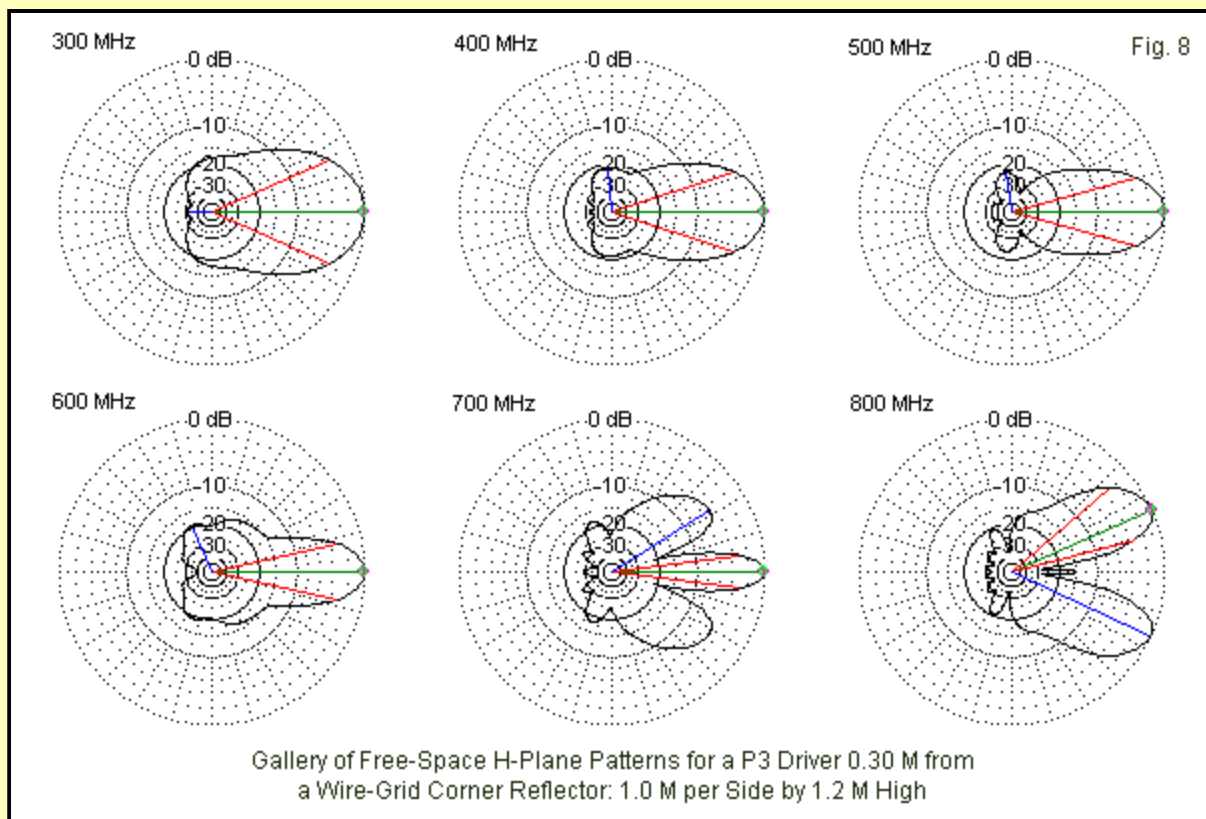 300 MHz
400 MHz
500 MHz
Fig. 8
0 dB
-10
-20
-30
0 dB
-10
20
-30
0 dB
-10
20
30
600 MHz
700 MHz
800 MHz
0 dB
-10
-20
30
0 dB
-10
20
30
0 dB
-10
20
30
Gallery of Free-Space H-Plane Patterns for a P3 Driver 0.30 M from
a Wire-Grid Corner Reflector: 1.0 M per Side by 1.2 M High